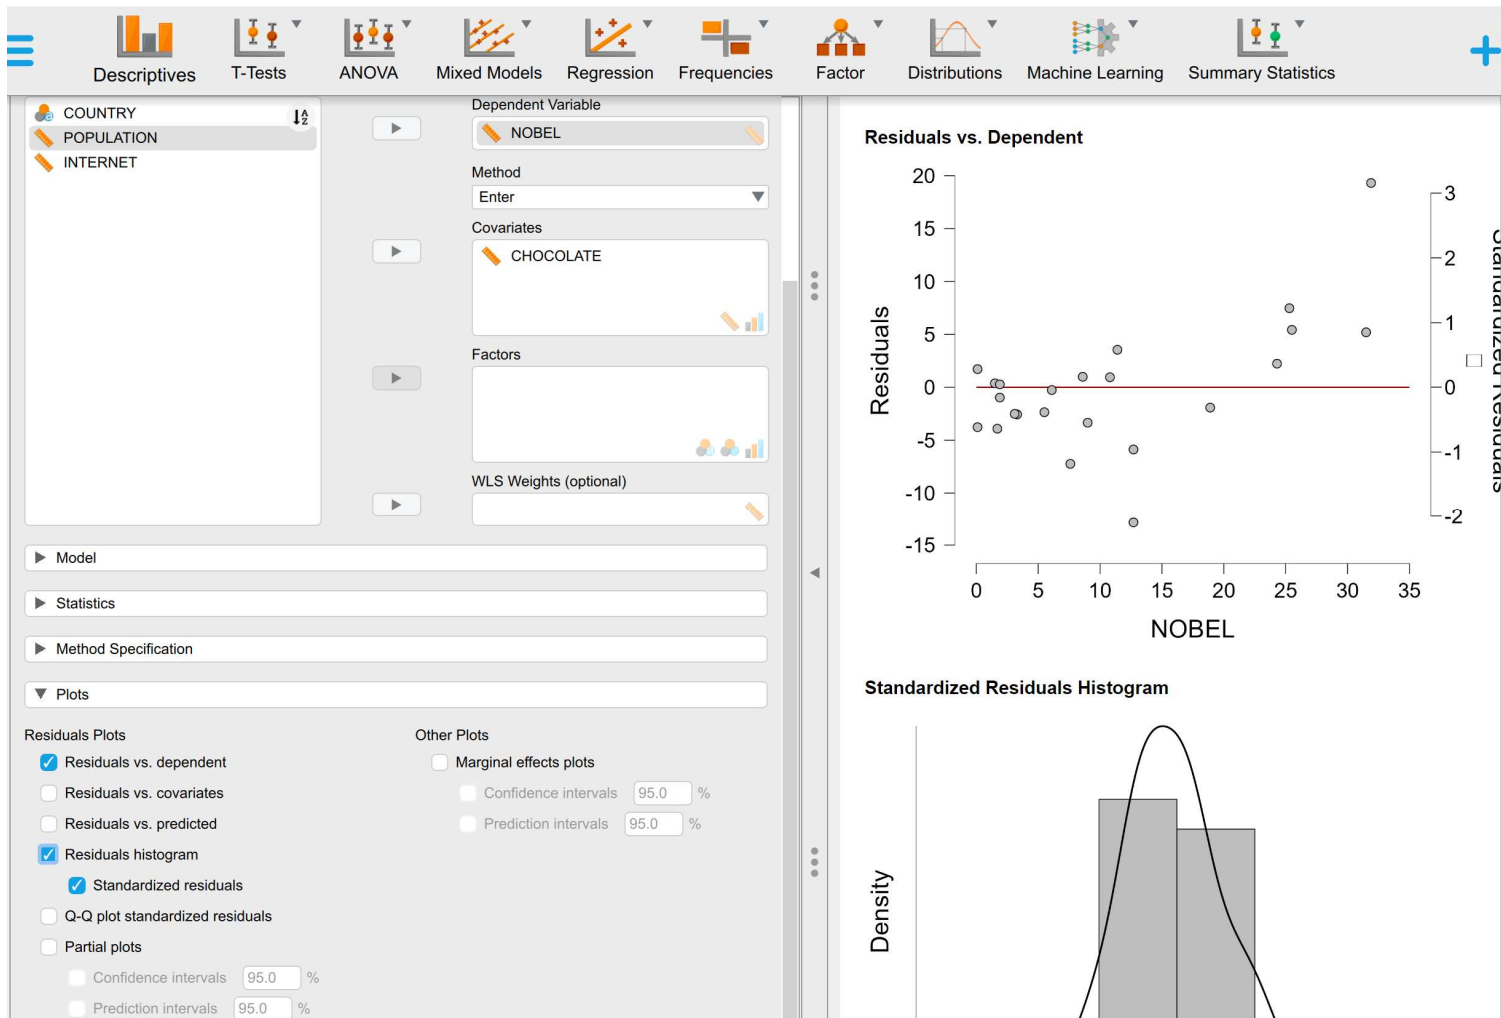 Descriptives
T-Tests
ANOVA
Mixed Models
Regression
Frequencies
Factor
Distributions
Machine Learning
Summary Statistics
COUNTRY
POPULATION
INTERNET
Dependent Variable
NOBEL
Method
Enter
Covariates
CHOCOLATE
Factors
WLS Weights (optional)
Model
Statistics
Method Specification
Plots
Residuals Plots
Residuals vs. dependent
Residuals vs. covariates
Residuals vs. predicted
Residuals histogram
Standardized residuals
Q-Q plot standardized residuals
Partial plots
Confidence intervals 95.0 %
Prediction intervals 95.0 %
Other Plots
Marginal effects plots
Confidence intervals 95.0 %
Prediction intervals 95.0 %
Residuals vs. Dependent
Residuals
20
15
10
5
0
-5
-10
-15
0 5 10 15 20 25 30 35
NOBEL
3
2
1
0
-1
-2
Standardized Residuals
Standardized Residuals Histogram
Density